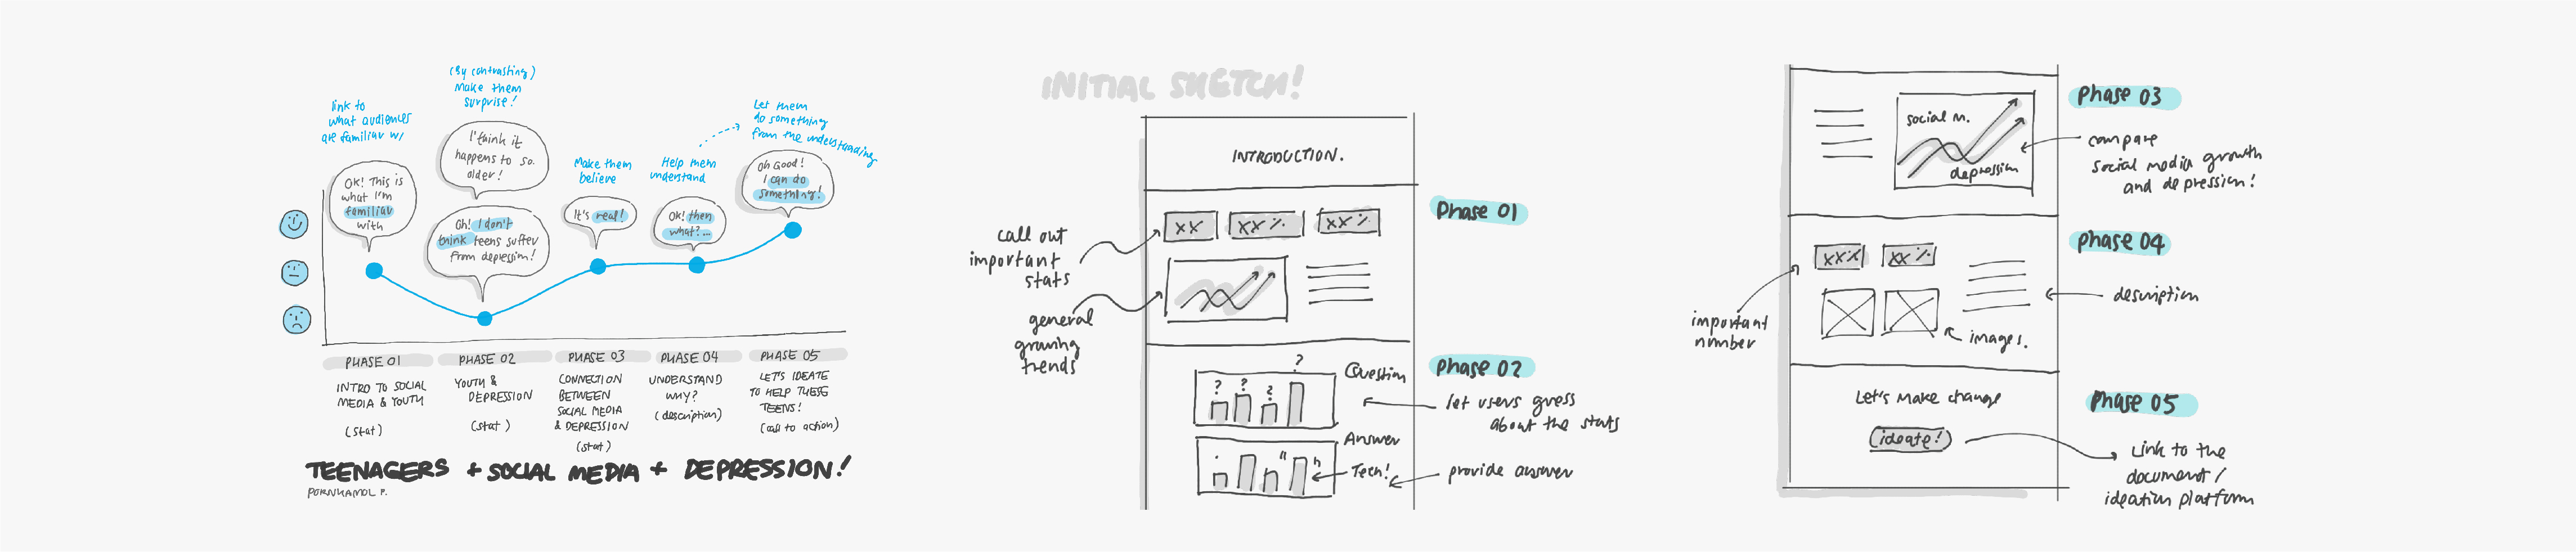 link to
what audiences
are familiar w/
(By contrasting)
Make them
surprise!
Make them
believe
Help them
understand
Let them
do something
from the understanding
OK! This is
what I'm
familiar
with
I think it
happens to so.
older!
Oh! I don't
think teens suffer
from depression!
It's real!
OK! then
what?...
Oh Good!
I can do
something!
PHASE 01
INTRO TO SOCIAL
MEDIA & YOUTH
(stat)
PHASE 02
YOUTH &
DEPRESSION
(stat)
PHASE 03
CONNECTION
BETWEEN
SOCIAL MEDIA
& DEPRESSION
(stat)
PHASE 04
UNDERSTAND
WHY?
(description)
PHASE 05
LET'S IDEATE
TO HELP THESE
TEENS!
(call to action)
TEENAGERS + SOCIAL MEDIA + DEPRESSION!
PORNKAMOL P.
INITIAL SKETCH!
INTRODUCTION.
Phase 01
XX
XX%
XX%
call out
important
stats
general
growing
trends
Phase 02
Question
? ? ? ?
let users guess
about the stats
Answer
Teen!
provide answer
Phase 03
social m.
depression
compare
social media growth
and depression!
Phase 04
XX%
XX%
important
number
description
images.
Phase 05
Let's make change
ideate!
Link to the
document/
ideation platform